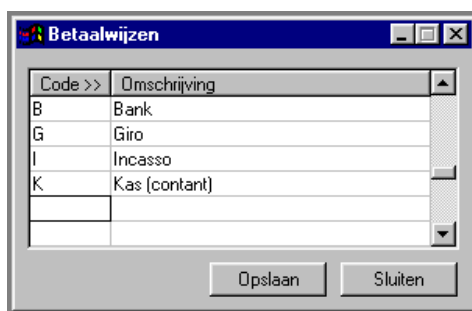 Betaalwijzen
Code >> Omschrijving
B Bank
G Giro
I Incasso
K Kas (contant)
Opslaan Sluiten